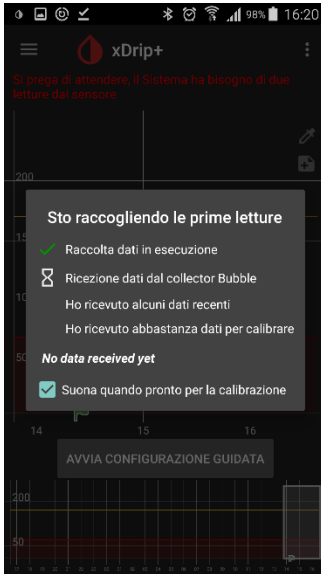 98% 16:20
xDrip+
Si prega di attendere, il Sistema ha bisogno di due
letture dal sensore
200
Sto raccogliendo le prime letture
15
Raccolta dati in esecuzione
Ricezione dati dal collector Bubble
10
Ho ricevuto alcuni dati recenti
Ho ricevuto abbastanza dati per calibrare
50
No data received yet
Suona quando pronto per la calibrazione
14 15 16
AVVIA CONFIGURAZIONE GUIDATA
200
50